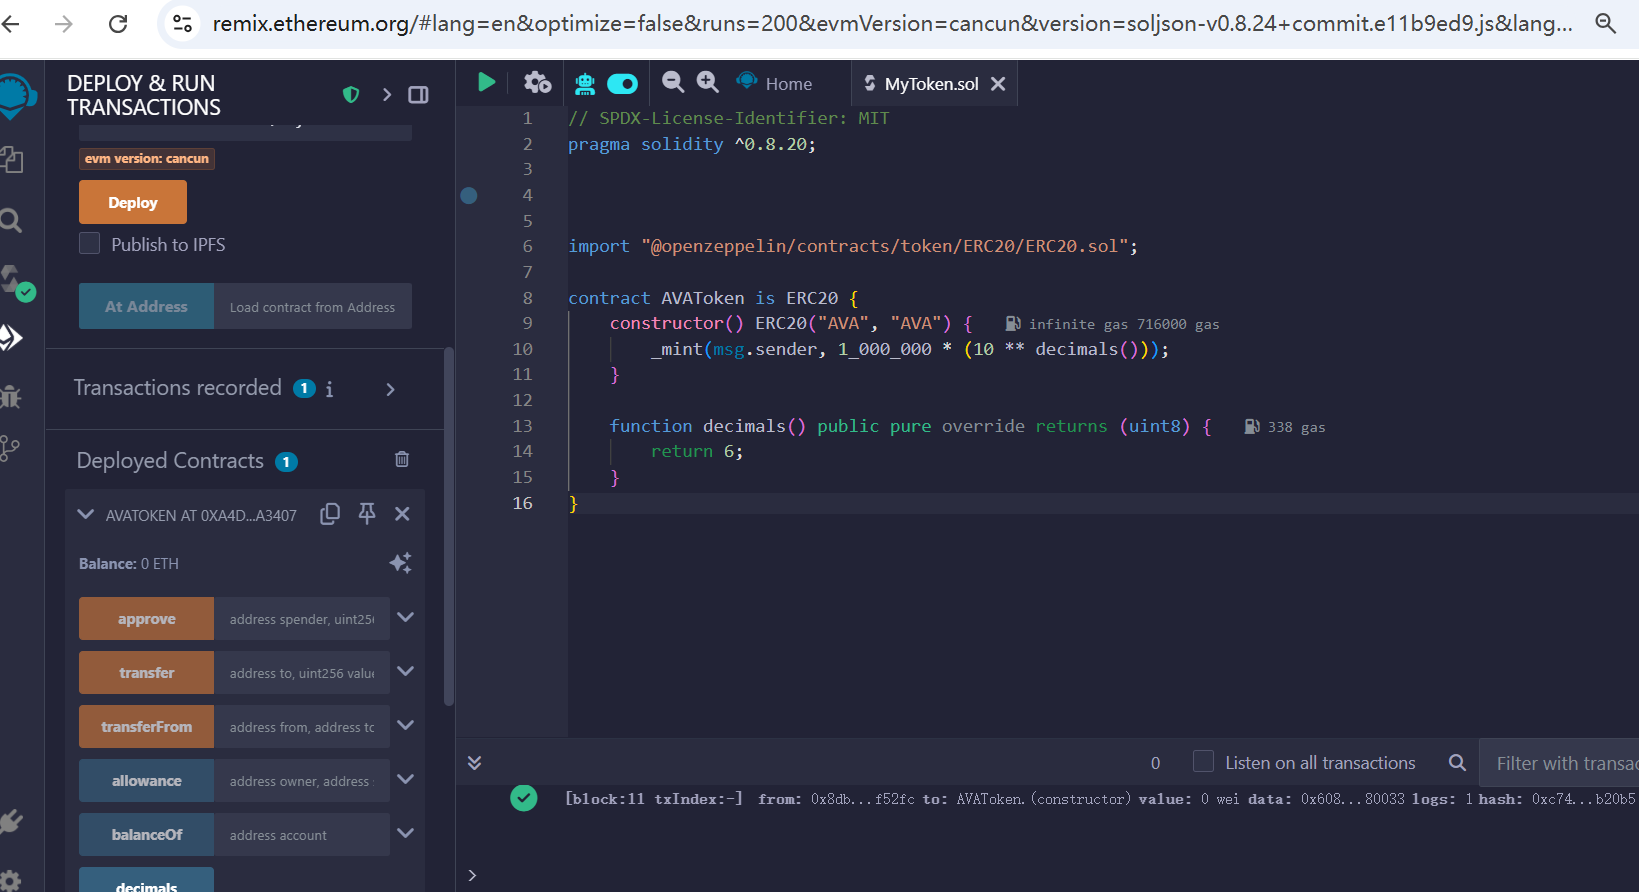 remix.ethereum.org/#lang=en&optimize=false&runs=200&evmVersion=cancun&version=soljson-v0.8.24+commit.e11b9ed9.js&lang...
DEPLOY & RUN
TRANSACTIONS
evm version: cancun
Deploy
Publish to IPFS
At Address
Load contract from Address
Transactions recorded 1 i
Deployed Contracts 1
AVATOKEN AT 0XA4D...A3407
Balance: 0 ETH
approve
address spender, uint256
transfer
address to, uint256 value
transferFrom
address from, address to
allowance
address owner, address
balanceOf
address account
decimals
Home
MyToken.sol
1 // SPDX-License-Identifier: MIT
2 pragma solidity ^0.8.20;
3
4
5
6 import "@openzeppelin/contracts/token/ERC20/ERC20.sol";
7
8 contract AVAToken is ERC20 {
9 constructor() ERC20("AVA", "AVA") { infinite gas 716000 gas
10 _mint(msg.sender, 1_000_000 * (10 ** decimals()));
11 }
12
13 function decimals() public pure override returns (uint8) { 338 gas
14 return 6;
15 }
16 }
0
Listen on all transactions
Filter with transac
[block:11 txIndex:-] from: 0x8db...f52fc to: AVAToken.(constructor) value: 0 wei data: 0x608...80033 logs: 1 hash: 0xc74...b20b5
>